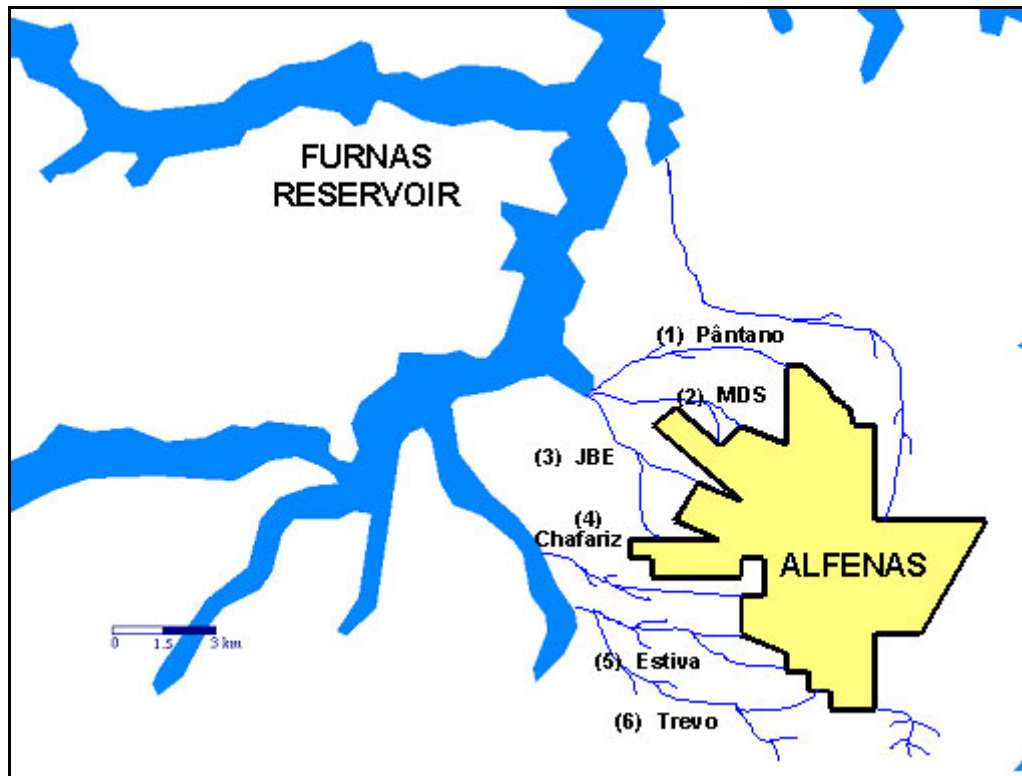 FURNAS
RESERVOIR
(1) Pântano
(2) MDS
(3) JBE
(4)
Chafariz
ALFENAS
0 1.5 3 km
(5) Estiva
(6) Trevo